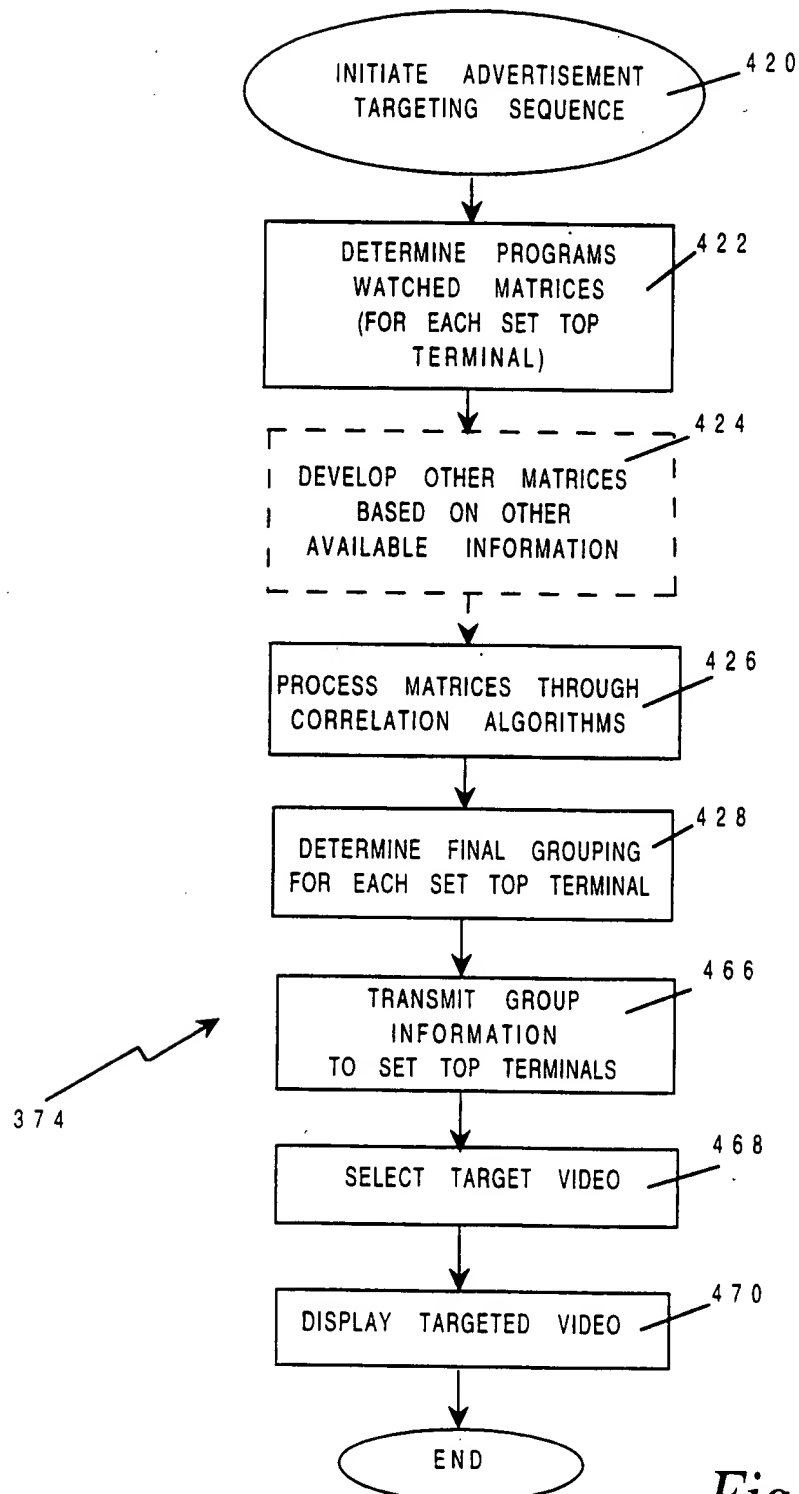 INITIATE ADVERTISEMENT
TARGETING SEQUENCE
420
DETERMINE PROGRAMS
WATCHED MATRICES
(FOR EACH SET TOP
TERMINAL)
422
DEVELOP OTHER MATRICES
BASED ON OTHER
AVAILABLE INFORMATION
424
PROCESS MATRICES THROUGH
CORRELATION ALGORITHMS
426
DETERMINE FINAL GROUPING
FOR EACH SET TOP TERMINAL
428
TRANSMIT GROUP
INFORMATION
TO SET TOP TERMINALS
466
374
SELECT TARGET VIDEO
468
DISPLAY TARGETED VIDEO
470
END